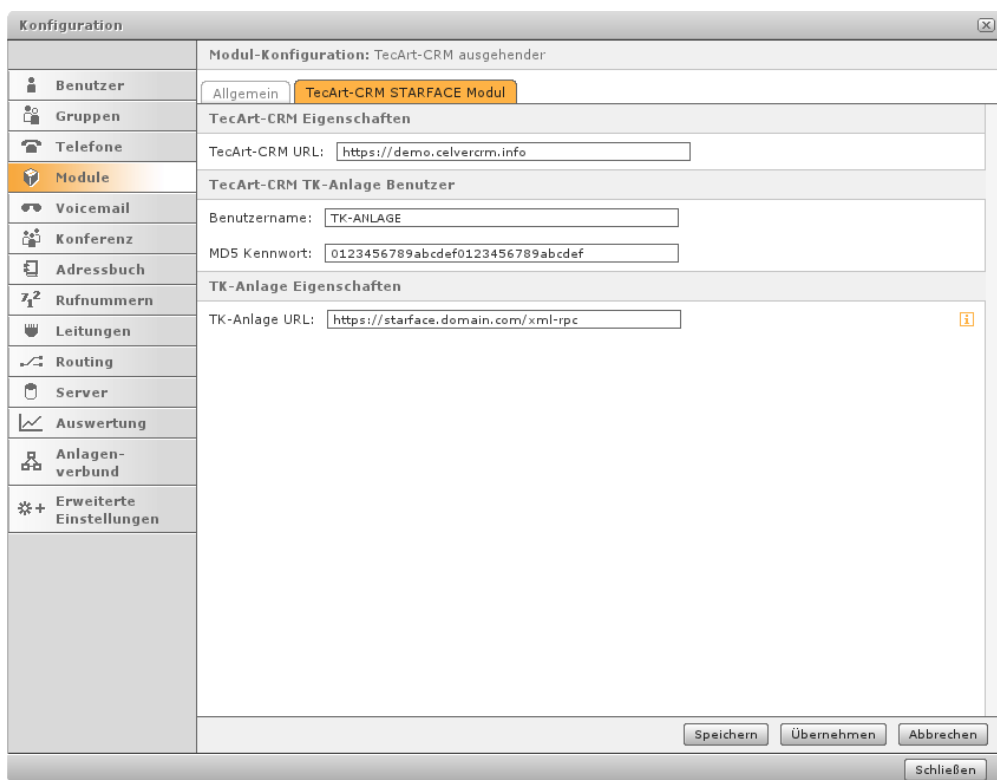 Konfiguration
Modul-Konfiguration: TecArt-CRM ausgehender
Benutzer
Gruppen
Telefone
Module
Voicemail
Konferenz
Adressbuch
Rufnummern
Leitungen
Routing
Server
Auswertung
Anlagen-
verbund
Erweiterte
Einstellungen
Allgemein
TecArt-CRM STARFACE Modul
TecArt-CRM Eigenschaften
TecArt-CRM URL: https://demo.celvercrm.info
TecArt-CRM TK-Anlage Benutzer
Benutzername: TK-ANLAGE
MD5 Kennwort: 0123456789abcdef0123456789abcdef
TK-Anlage Eigenschaften
TK-Anlage URL: https://starface.domain.com/xml-rpc
Speichern Übernehmen Abbrechen
Schließen